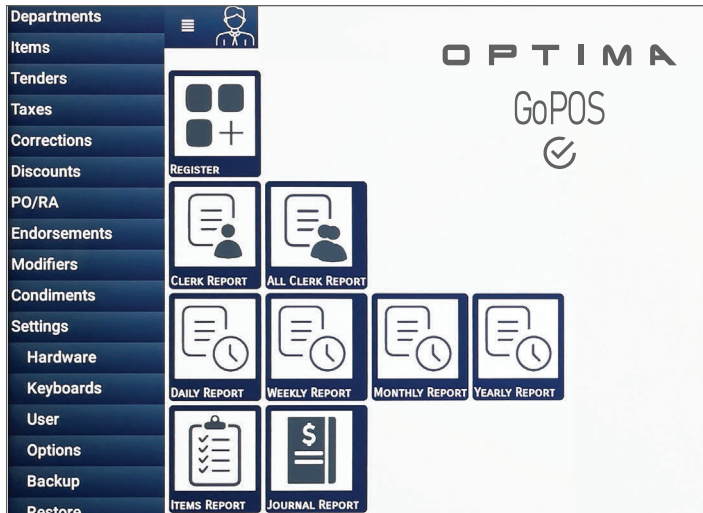 Departments
Items
Tenders
Taxes
Corrections
Discounts
PO/RA
Endorsements
Modifiers
Condiments
Settings
Hardware
Keyboards
User
Options
Backup
Restore
OPTIMA
GoPOS
REGISTER
CLERK REPORT
ALL CLERK REPORT
DAILY REPORT
WEEKLY REPORT
MONTHLY REPORT
YEARLY REPORT
$
ITEMS REPORT
JOURNAL REPORT